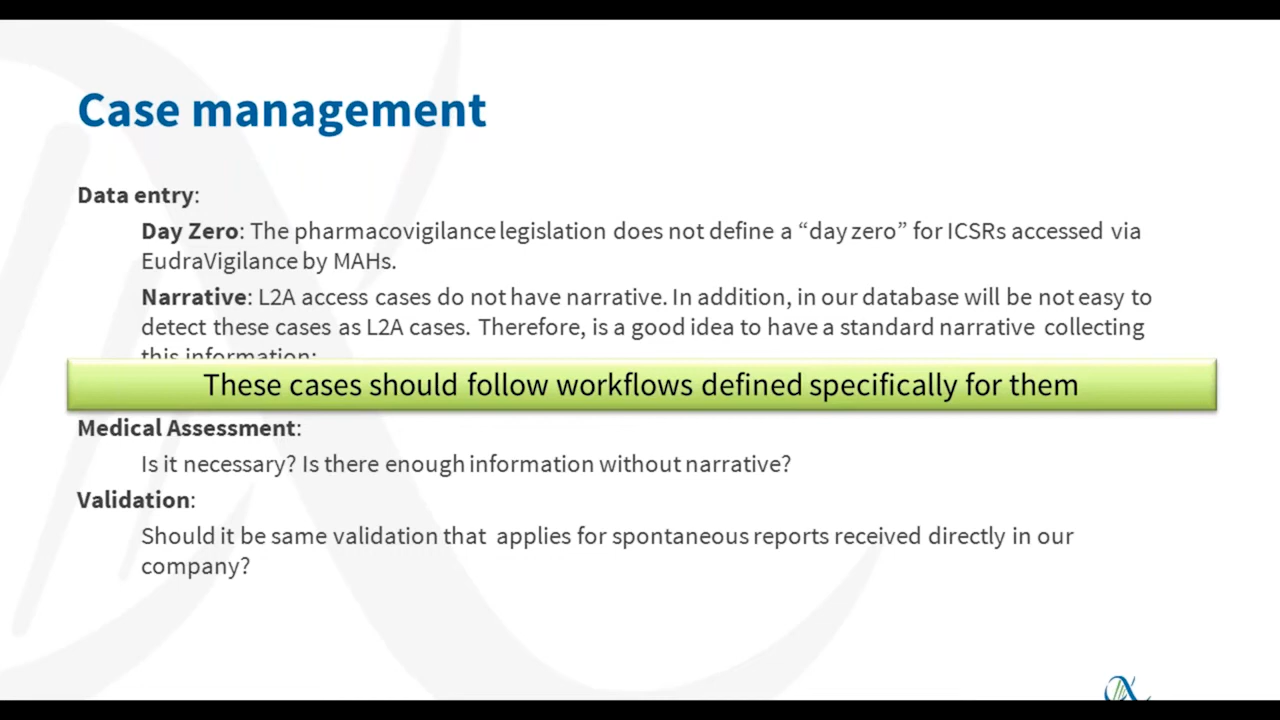 Case management
Data entry:
Day Zero: The pharmacovigilance legislation does not define a “day zero” for ICSRs accessed via
EudraVigilance by MAHs.
Narrative: L2A access cases do not have narrative. In addition, in our database will be not easy to
detect these cases as L2A cases. Therefore, is a good idea to have a standard narrative collecting
this information:
These cases should follow workflows defined specifically for them
Medical Assessment:
Is it necessary? Is there enough information without narrative?
Validation:
Should it be same validation that applies for spontaneous reports received directly in our
company?